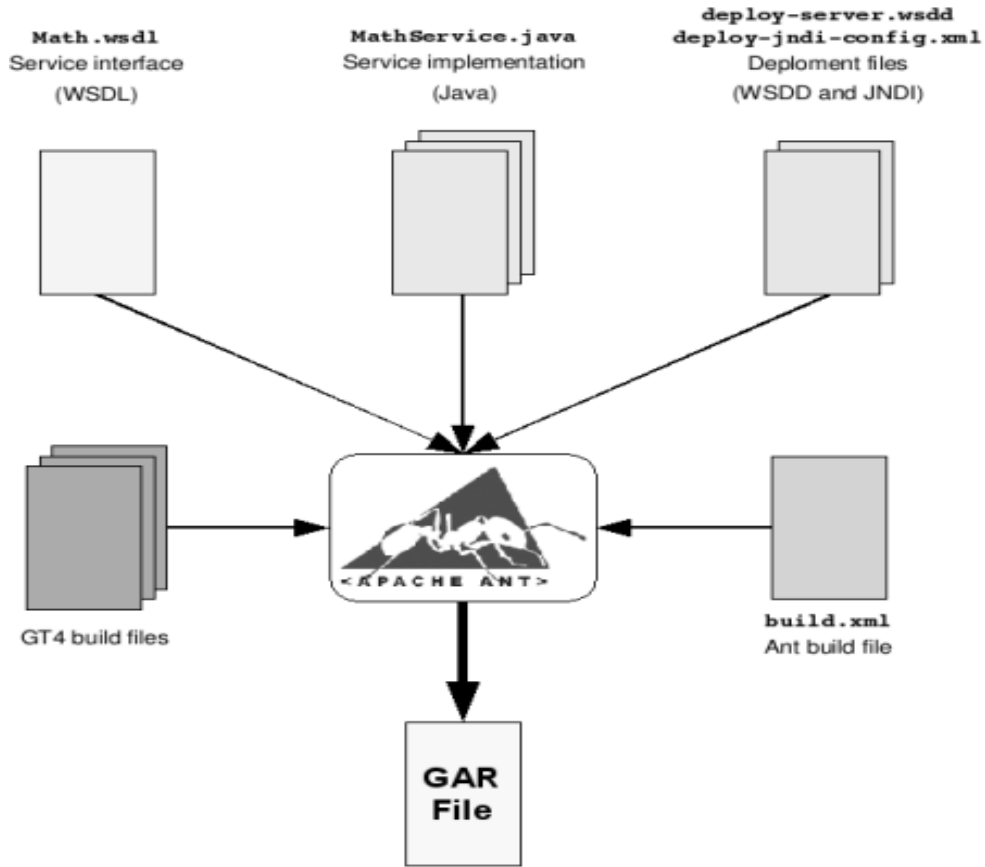 Math.wsdl
Service interface
(WSDL)
MathService.java
Service implementation
(Java)
deploy-server.wsdd
deploy-jndi-config.xml
Deploment files
(WSDD and JNDI)
<APACHE ANT>
GT4 build files
build.xml
Ant build file
GAR
File